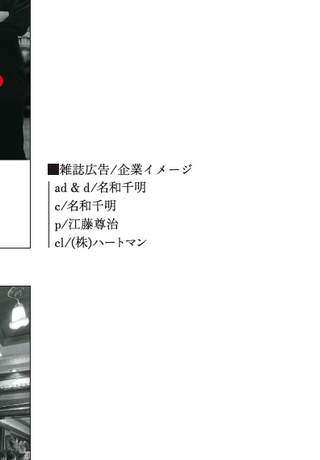 ■雑誌広告/企業イメージ
ad & d/名和千明
c/名和千明
p/江藤尊治
cl/(株)ハートマン